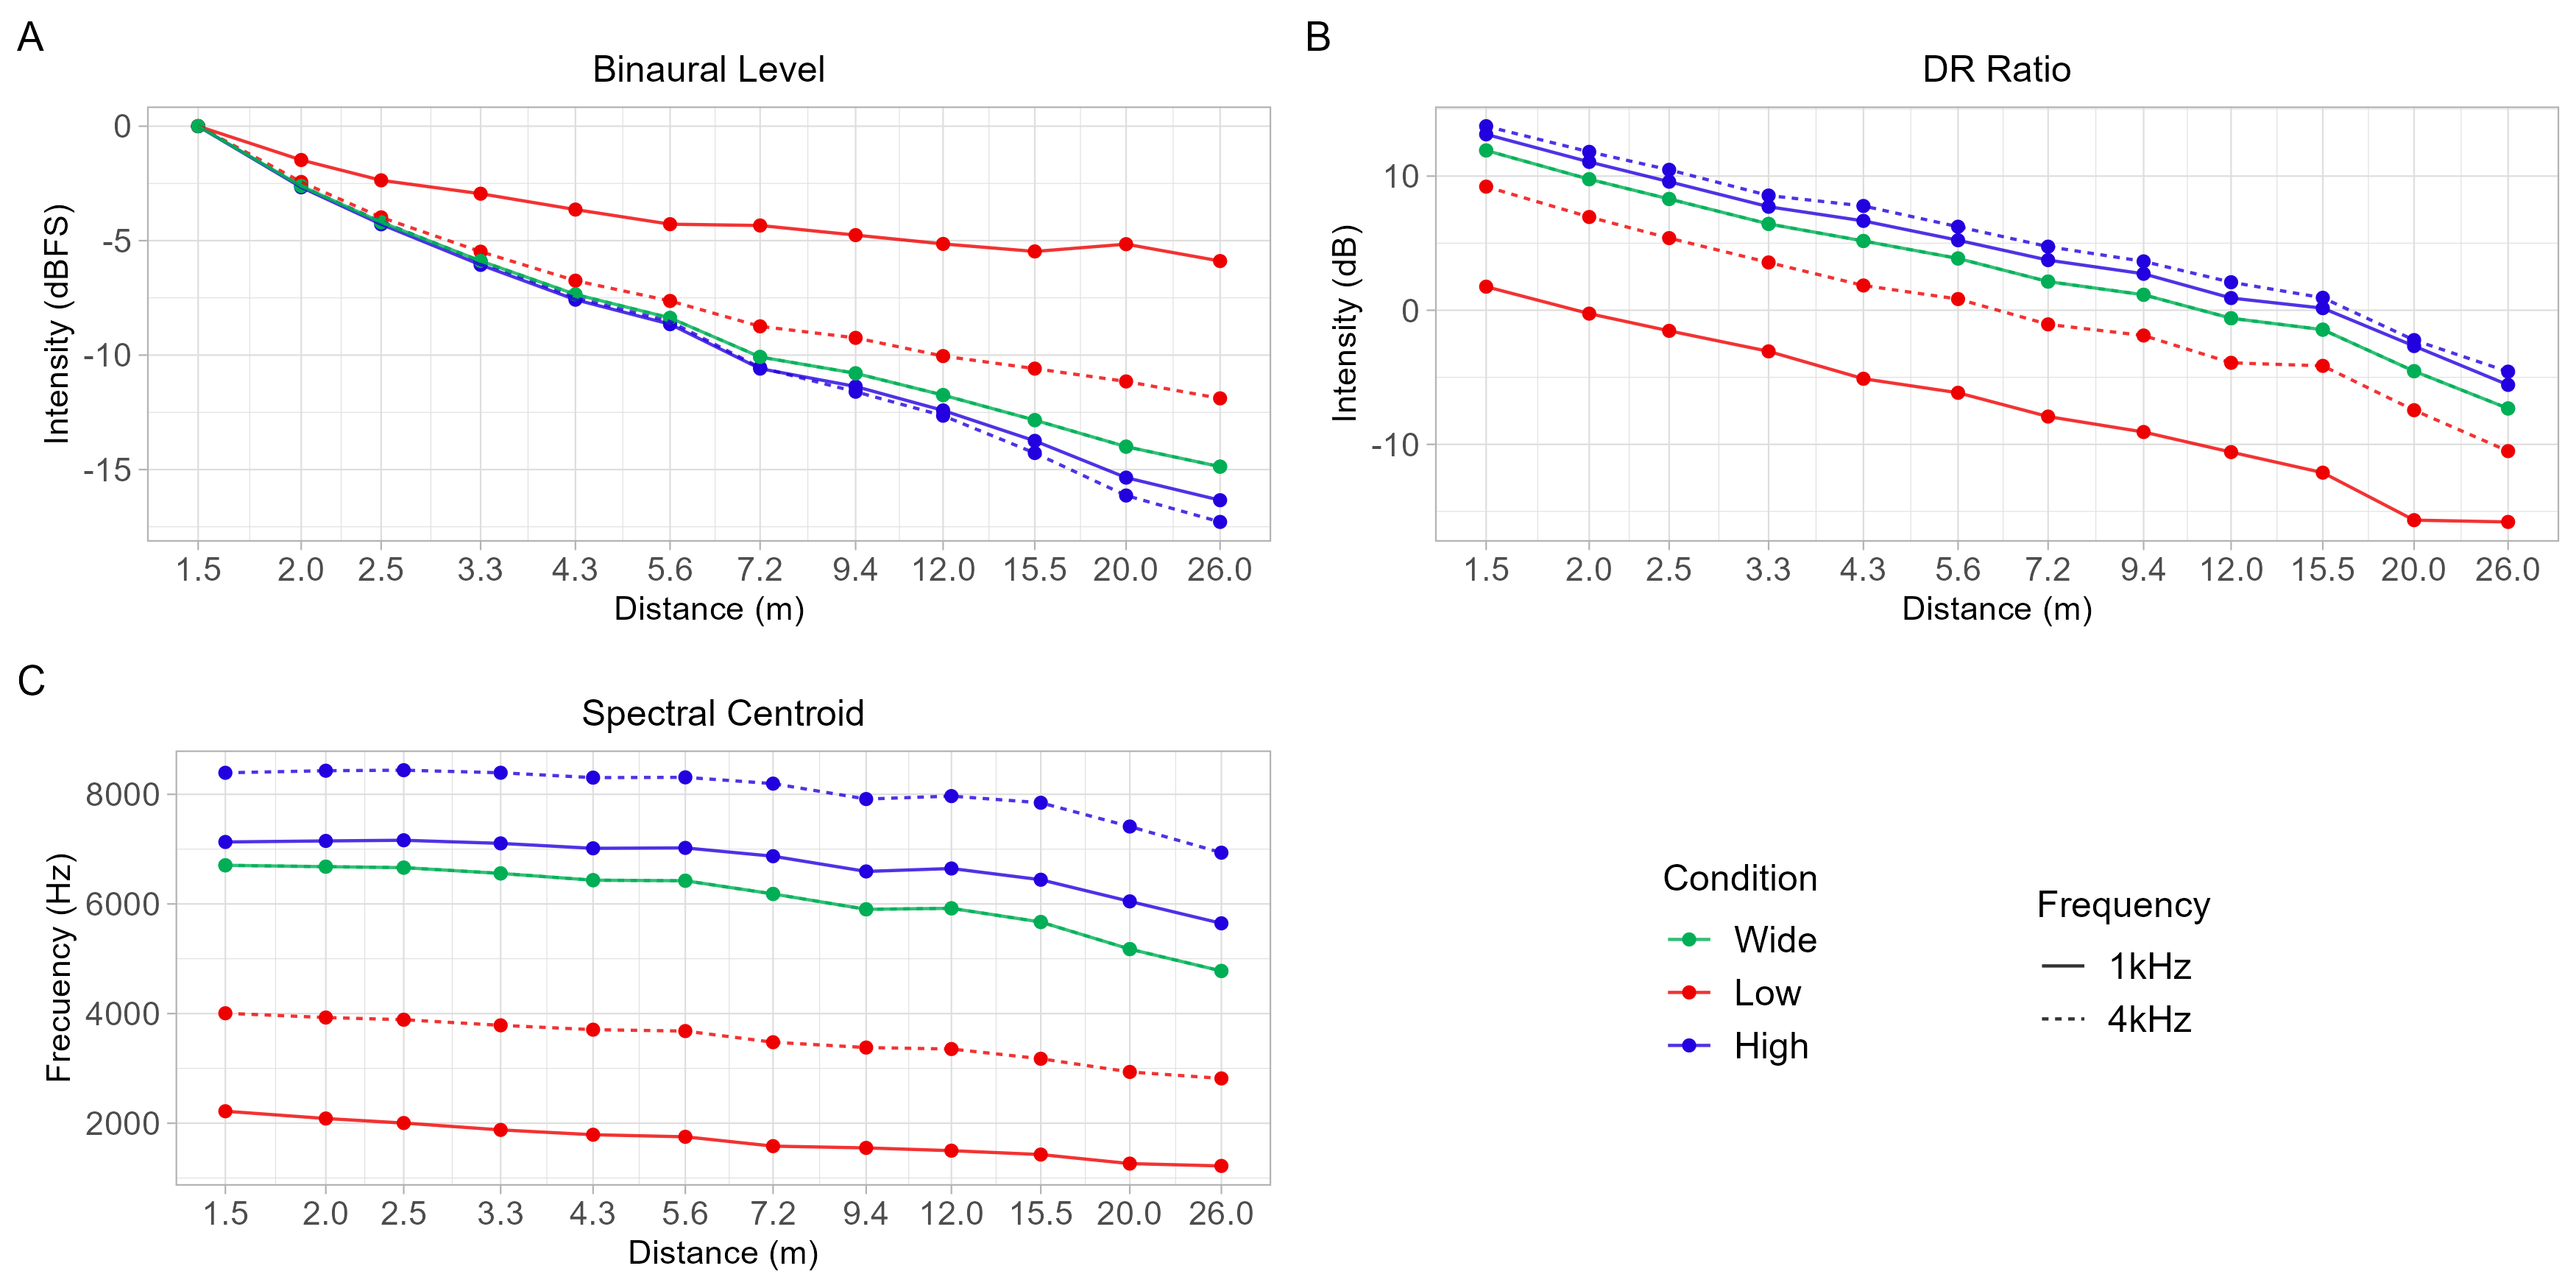 A
Binaural Level
0
-5
-10
-15
Intensity (dBFS)
1.5 2.0 2.5 3.3 4.3 5.6 7.2 9.4 12.0 15.5 20.0 26.0
Distance (m)
B
DR Ratio
10
0
-10
Intensity (dB)
1.5 2.0 2.5 3.3 4.3 5.6 7.2 9.4 12.0 15.5 20.0 26.0
Distance (m)
C
Spectral Centroid
8000
6000
4000
2000
Frecuency (Hz)
1.5 2.0 2.5 3.3 4.3 5.6 7.2 9.4 12.0 15.5 20.0 26.0
Distance (m)
Condition
Wide
Low
High
Frequency
1kHz
4kHz